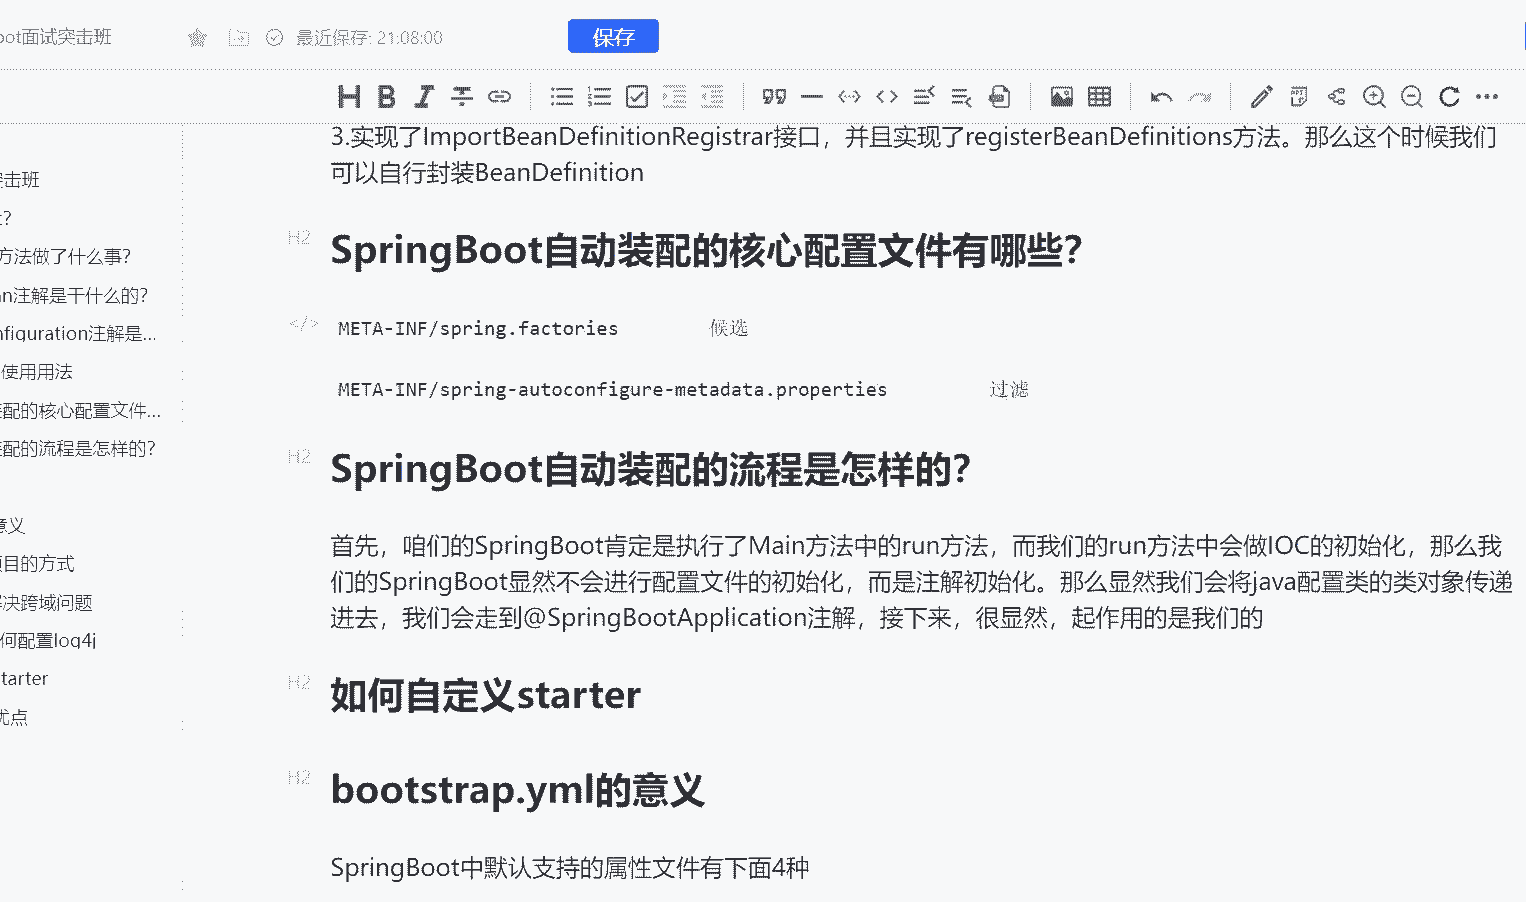 oot面试突击班
最近保存: 21:08:00
保存
3.实现了ImportBeanDefinitionRegistrar接口，并且实现了registerBeanDefinitions方法。那么这个时候我们
可以自行封装BeanDefinition
突击班
?
方法做了什么事?
an注解是干什么的?
nfiguration注解是...
使用用法
装配的核心配置文件...
装配的流程是怎样的?
意义
项目的方式
解决跨域问题
何配置log4j
starter
优点
H2
SpringBoot自动装配的核心配置文件有哪些?
</>
META-INF/spring.factories 候选
META-INF/spring-autoconfigure-metadata.properties 过滤
H2
SpringBoot自动装配的流程是怎样的?
首先，咱们的SpringBoot肯定是执行了Main方法中的run方法，而我们的run方法中会做IOC的初始化，那么我
们的SpringBoot显然不会进行配置文件的初始化，而是注解初始化。那么显然我们会将java配置类的类对象传递
进去，我们会走到@SpringBootApplication注解，接下来，很显然，起作用的是我们的
H2
如何自定义starter
H2
bootstrap.yml的意义
SpringBoot中默认支持的属性文件有下面4种